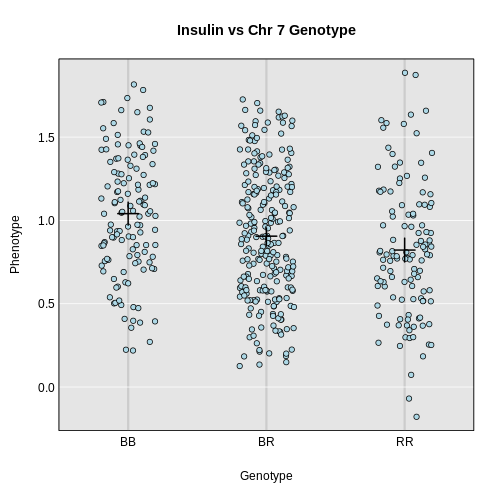 Insulin vs Chr 7 Genotype
Phenotype
1.5
1.0
0.5
0.0
BB BR RR
Genotype